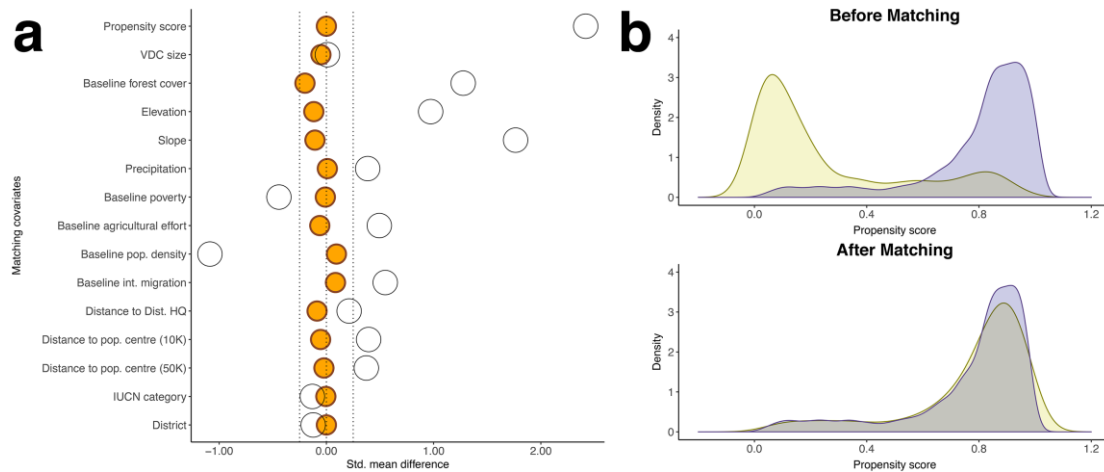 a
Matching covariates
Propensity score
VDC size
Baseline forest cover
Elevation
Slope
Precipitation
Baseline poverty
Baseline agricultural effort
Baseline pop. density
Baseline int. migration
Distance to Dist. HQ
Distance to pop. centre (10K)
Distance to pop. centre (50K)
IUCN category
District
−1.00 0.00 1.00 2.00
Std. mean difference
b
Before Matching
Density
4
3
2
1
0
0.0 0.4 0.8 1.2
Propensity score
After Matching
Density
4
3
2
1
0
0.0 0.4 0.8 1.2
Propensity score